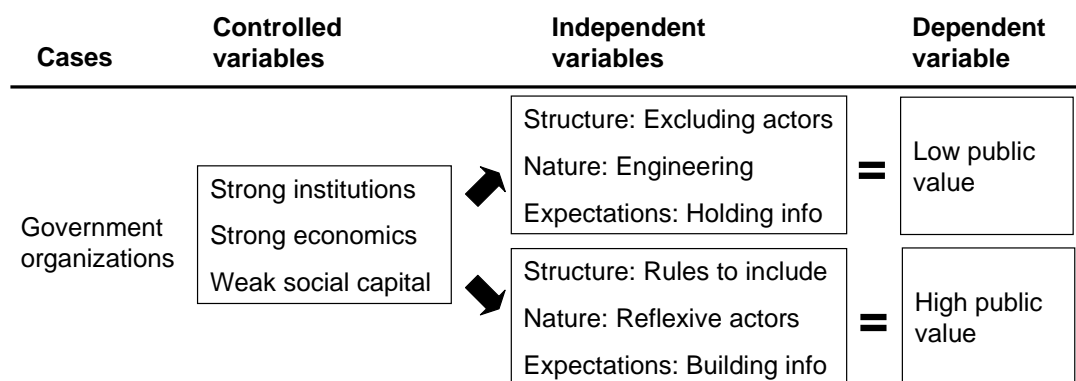 Cases
Controlled
variables
Independent
variables
Dependent
variable
Government
organizations
Strong institutions
Strong economics
Weak social capital
Structure: Excluding actors
Nature: Engineering
Expectations: Holding info
=
Low public
value
Structure: Rules to include
Nature: Reflexive actors
Expectations: Building info
=
High public
value